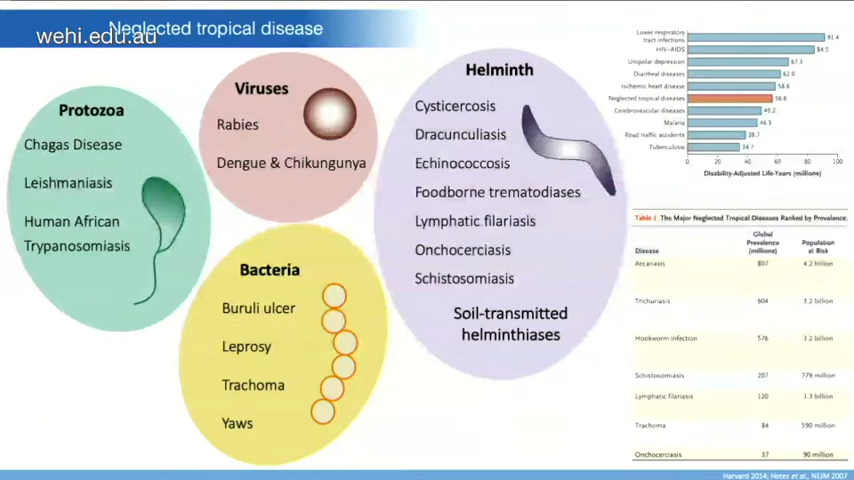 Neglected tropical disease
wehi.edu.au
Protozoa
Chagas Disease
Leishmaniasis
Human African
Trypanosomiasis
Viruses
Rabies
Dengue & Chikungunya
Bacteria
Buruli ulcer
Leprosy
Trachoma
Yaws
Helminth
Cysticercosis
Dracunculiasis
Echinococcosis
Foodborne trematodiases
Lymphatic filariasis
Onchocerciasis
Schistosomiasis
Soil-transmitted
helminthiases
Lower respiratory
tract infections 91.4
HIV–AIDS 84.5
Unipolar depression 67.3
Diarrheal diseases 62.0
Ischemic heart disease 58.6
Neglected tropical diseases 56.6
Cerebrovascular diseases 49.2
Malaria 46.5
Road traffic accidents 38.7
Tuberculosis 34.7
0 20 40 60 80 100
Disability-Adjusted Life-Years (millions)
Table 1 The Major Neglected Tropical Diseases Ranked by Prevalence.
Disease
Global
Prevalence
(millions)
Population
at Risk
Ascariasis 807 4.2 billion
Trichuriasis 604 3.2 billion
Hookworm infection 576 3.2 billion
Schistosomiasis 207 779 million
Lymphatic filariasis 120 1.3 billion
Trachoma 84 590 million
Onchocerciasis 37 90 million
Harvard 2014; Hotez et al., NEJM 2007